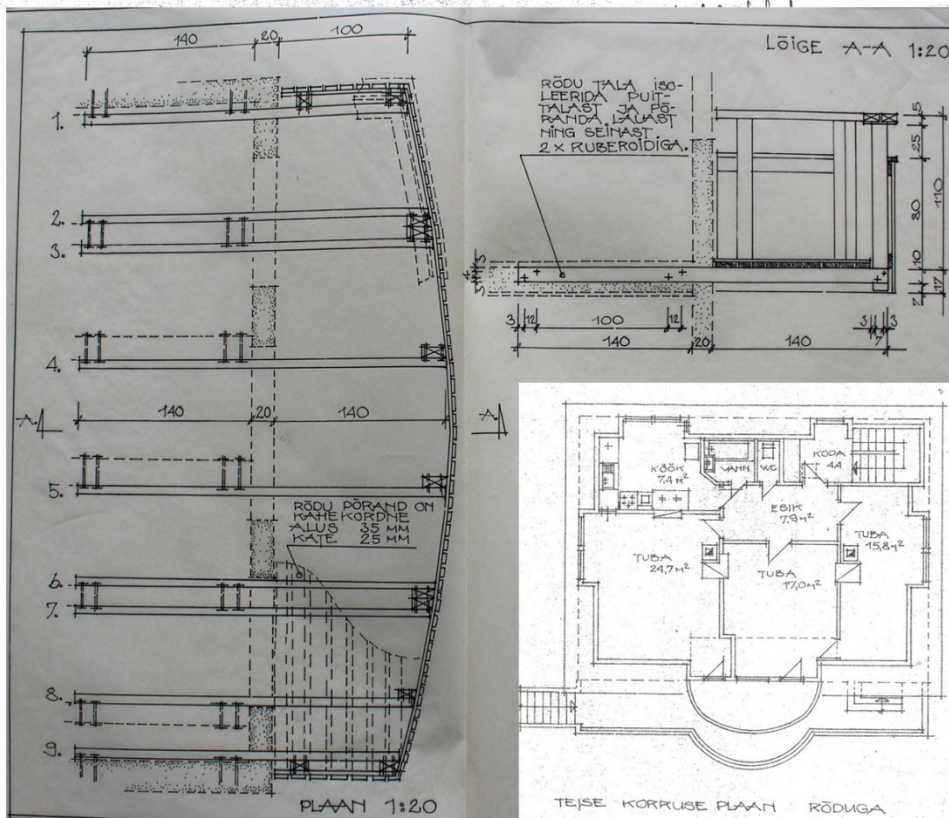 140
20
100
1.
2.
3.
4.
140
20
140
A
A
5.
RÕDU PÕRAND ON
KAHEKORDNE
ALUS 35 MM
KATE 25 MM
6.
7.
8.
9.
PLAAN 1:20
LÕIGE A-A 1:20
RÕDU TALA ISO-
LEERIDA PUIT-
TALAST JA PÕ-
RANDA LAUAST
NING SEINAST
2 x RUBEROIDIGA.
5
25
80
110
10
17
7
3
12
100
12
3
3
7
140
20
140
KÖÖK
7,4 M²
VANN
WC
KODA
4,4
ESIK
7,9 M²
TUBA
15,8 M²
TUBA
24,7 M²
TUBA
17,0 M²
TEISE KORRUSE PLAAN RÕDUGA